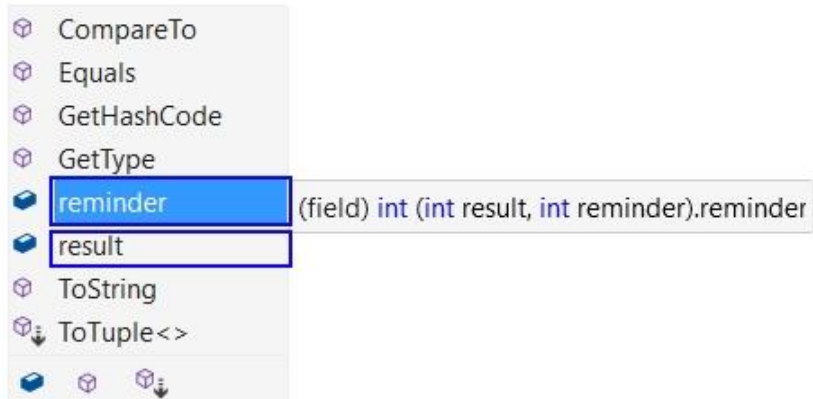 CompareTo
Equals
GetHashCode
GetType
reminder
(field) int (int result, int reminder).reminder
result
ToString
ToTuple<>